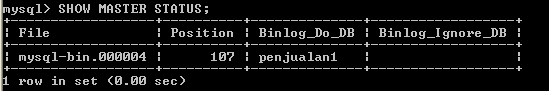 mysql> SHOW MASTER STATUS;
+------------------+----------+--------------+------------------+
| File | Position | Binlog_Do_DB | Binlog_Ignore_DB |
+------------------+----------+--------------+------------------+
| mysql-bin.000004 | 107 | penjualan1 | |
+------------------+----------+--------------+------------------+
1 row in set (0.00 sec)